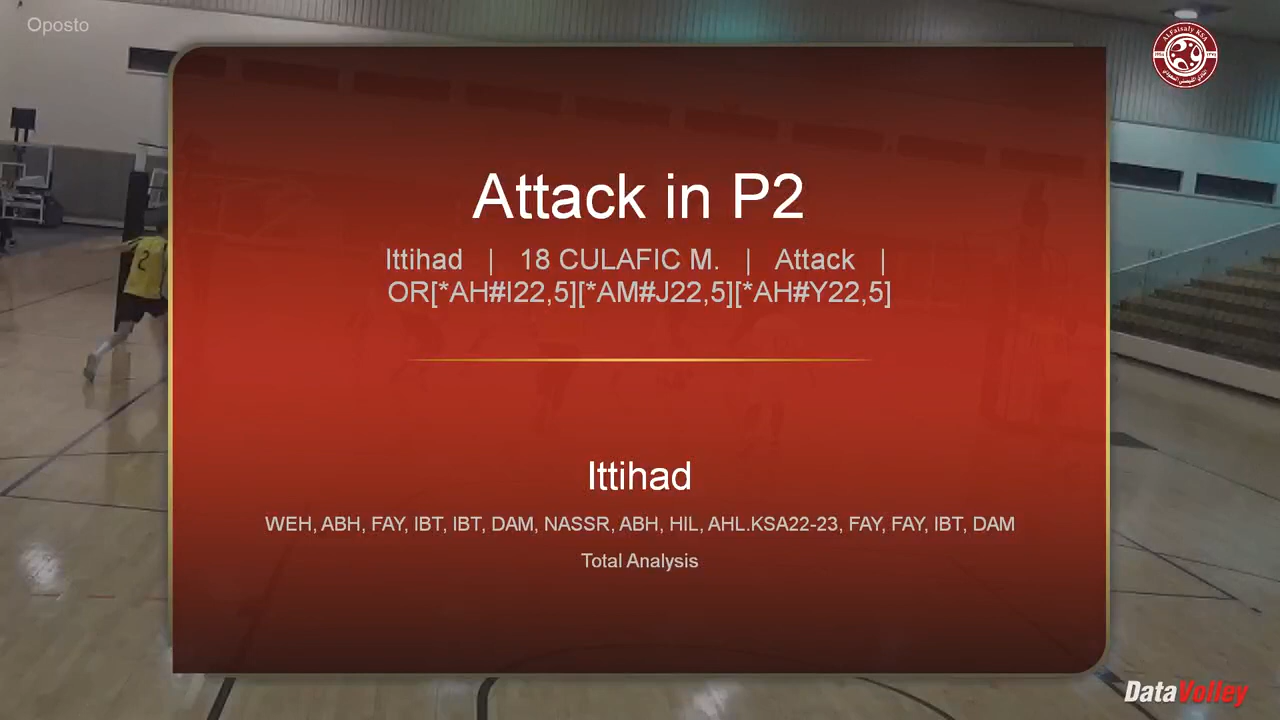 Oposto
ALFaisaly KSA
Attack in P2
Ittihad | 18 CULAFIC M. | Attack |
OR[*AH#I22,5][*AM#J22,5][*AH#Y22,5]
2
Ittihad
WEH, ABH, FAY, IBT, IBT, DAM, NASSR, ABH, HIL, AHL.KSA22-23, FAY, FAY, IBT, DAM
Total Analysis
DataVolley